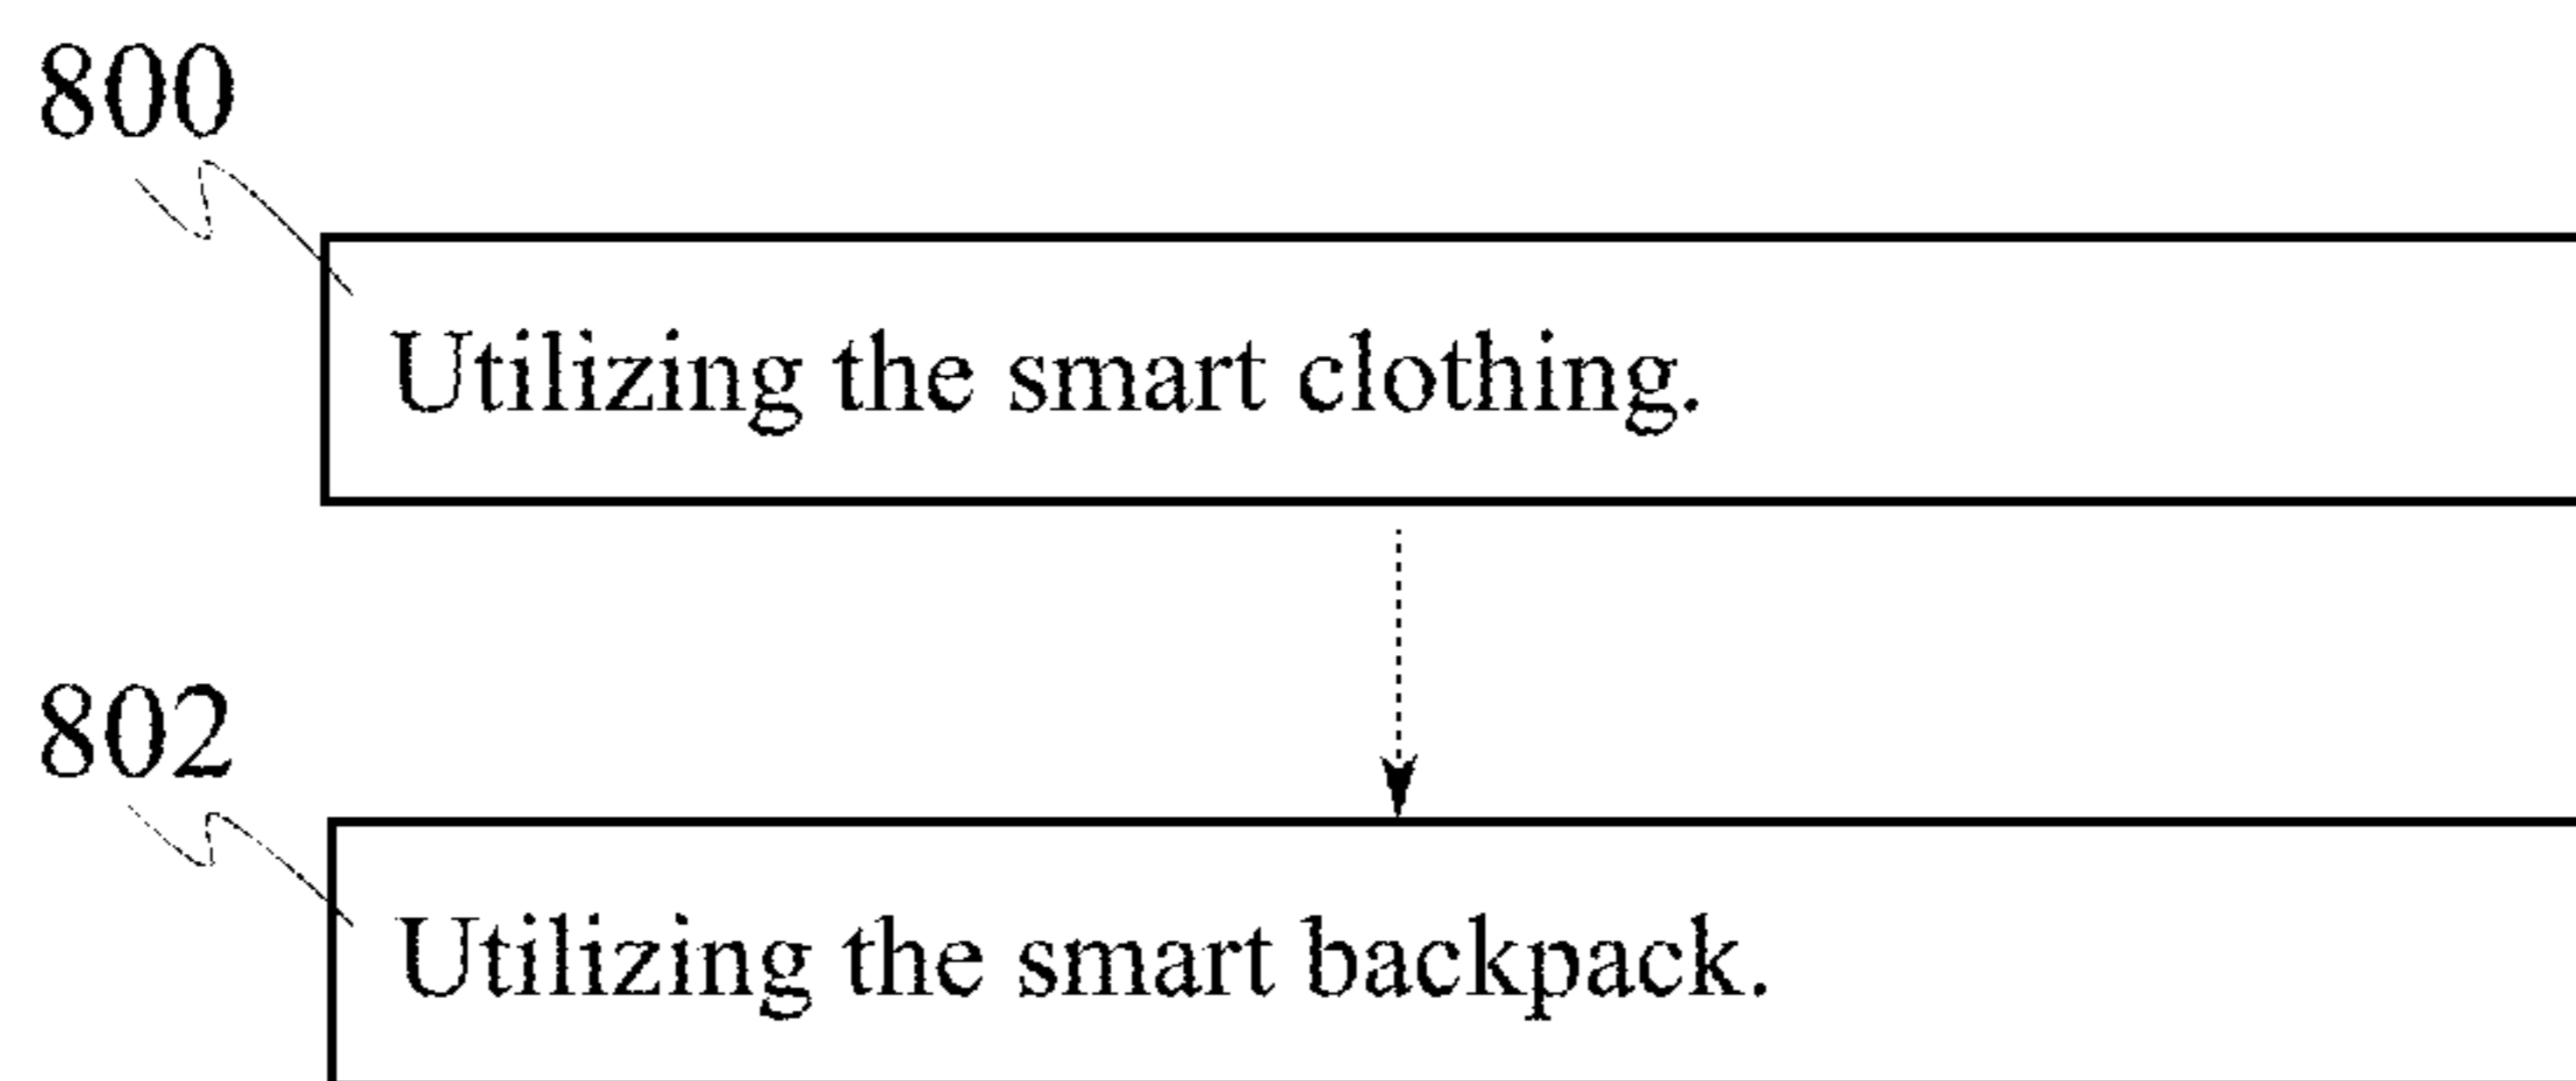 800
Utilizing the smart clothing.
802
Utilizing the smart backpack.